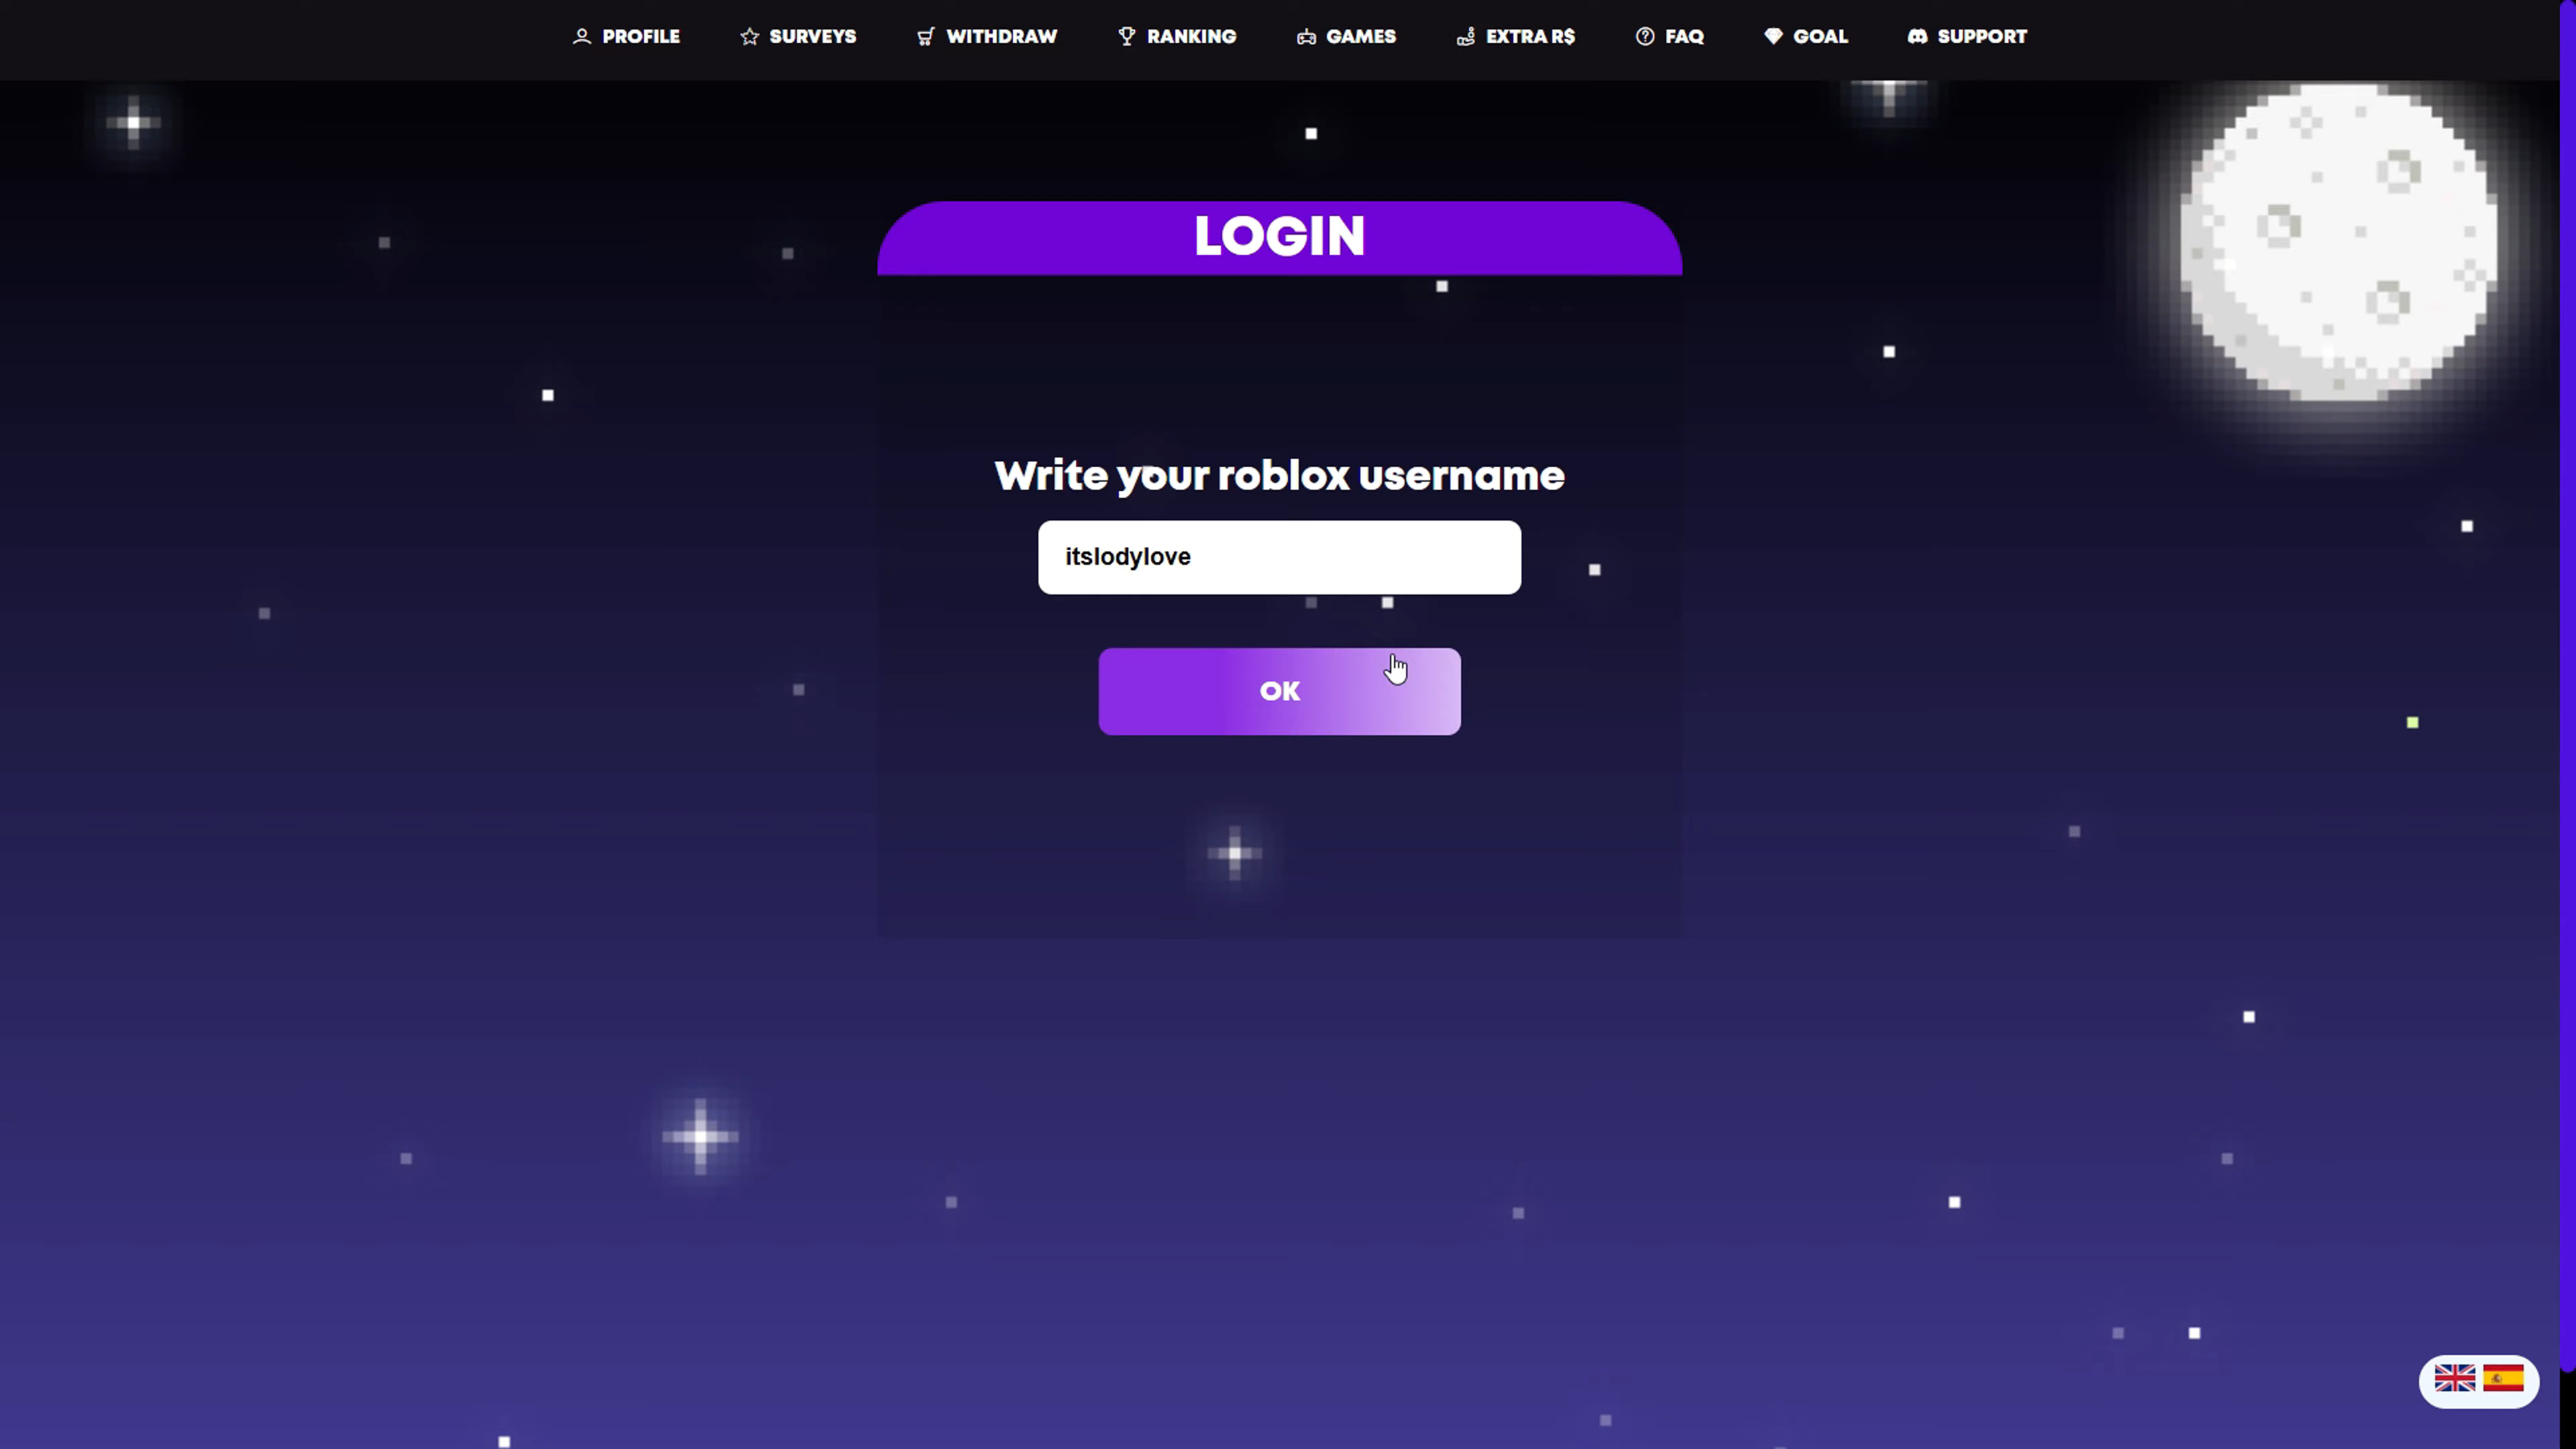 PROFILE SURVEYS WITHDRAW RANKING GAMES EXTRA R$ FAQ GOAL SUPPORT
LOGIN
Write your roblox username
itslodylove
OK